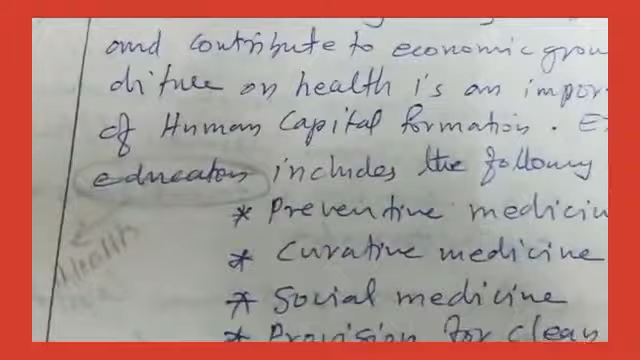 and contribute to economic grow
diture on health is an impor
of Human Capital formation. E
education includes the following
* Preventive medicin
* Curative medicine
* Social medicine
* Provision for clean
Health